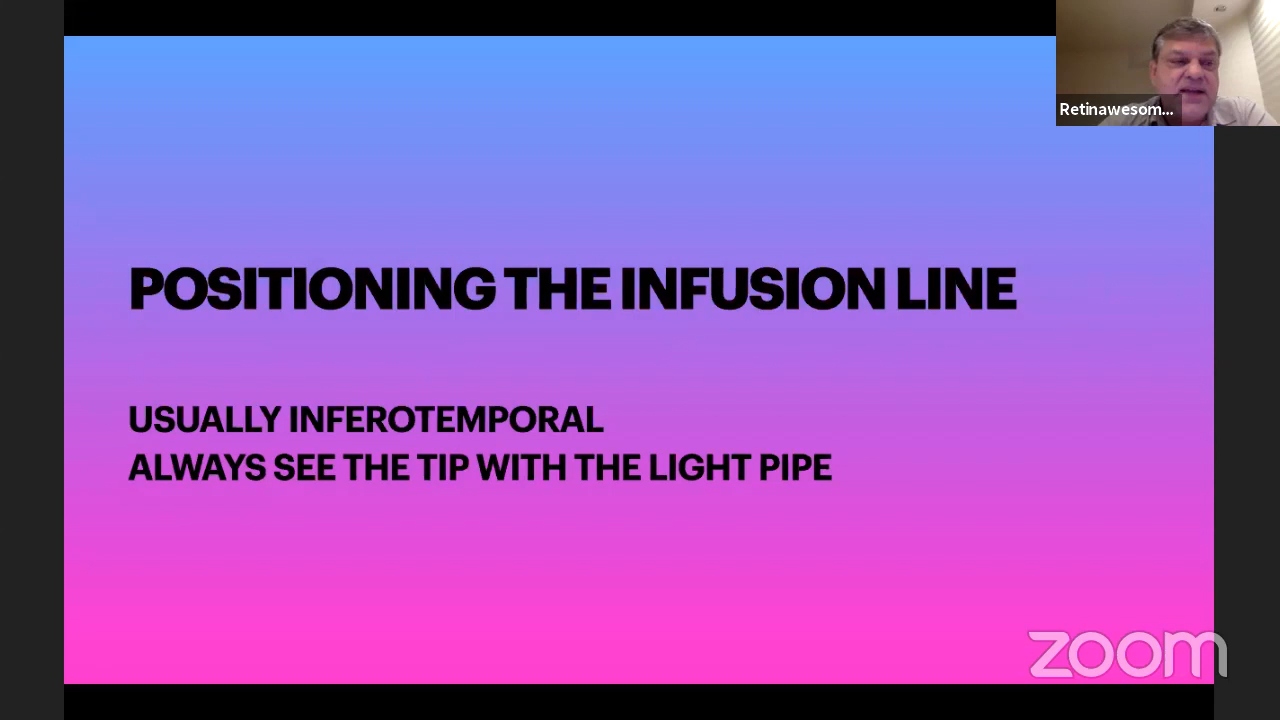 Retinawesom...
POSITIONING THE INFUSION LINE
USUALLY INFEROTEMPORAL
ALWAYS SEE THE TIP WITH THE LIGHT PIPE
zoom